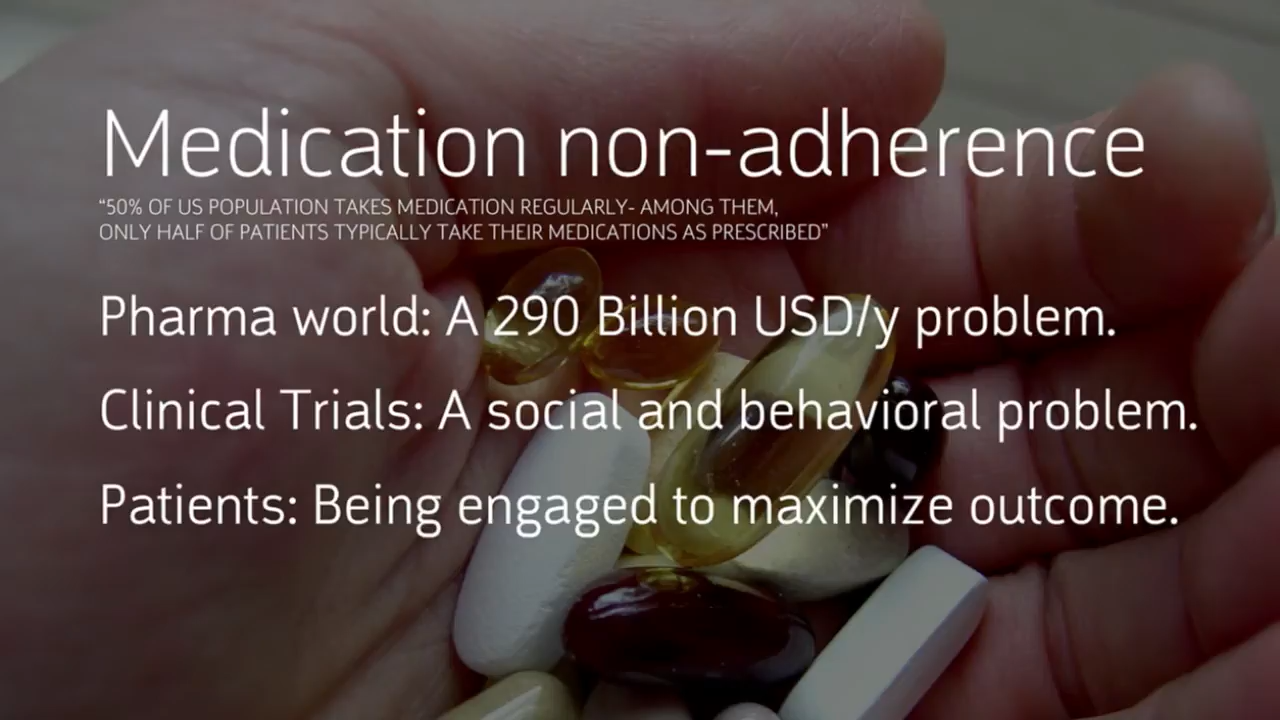 Medication non-adherence
“50% OF US POPULATION TAKES MEDICATION REGULARLY- AMONG THEM,
ONLY HALF OF PATIENTS TYPICALLY TAKE THEIR MEDICATIONS AS PRESCRIBED”
Pharma world: A 290 Billion USD/y problem.
Clinical Trials: A social and behavioral problem.
Patients: Being engaged to maximize outcome.